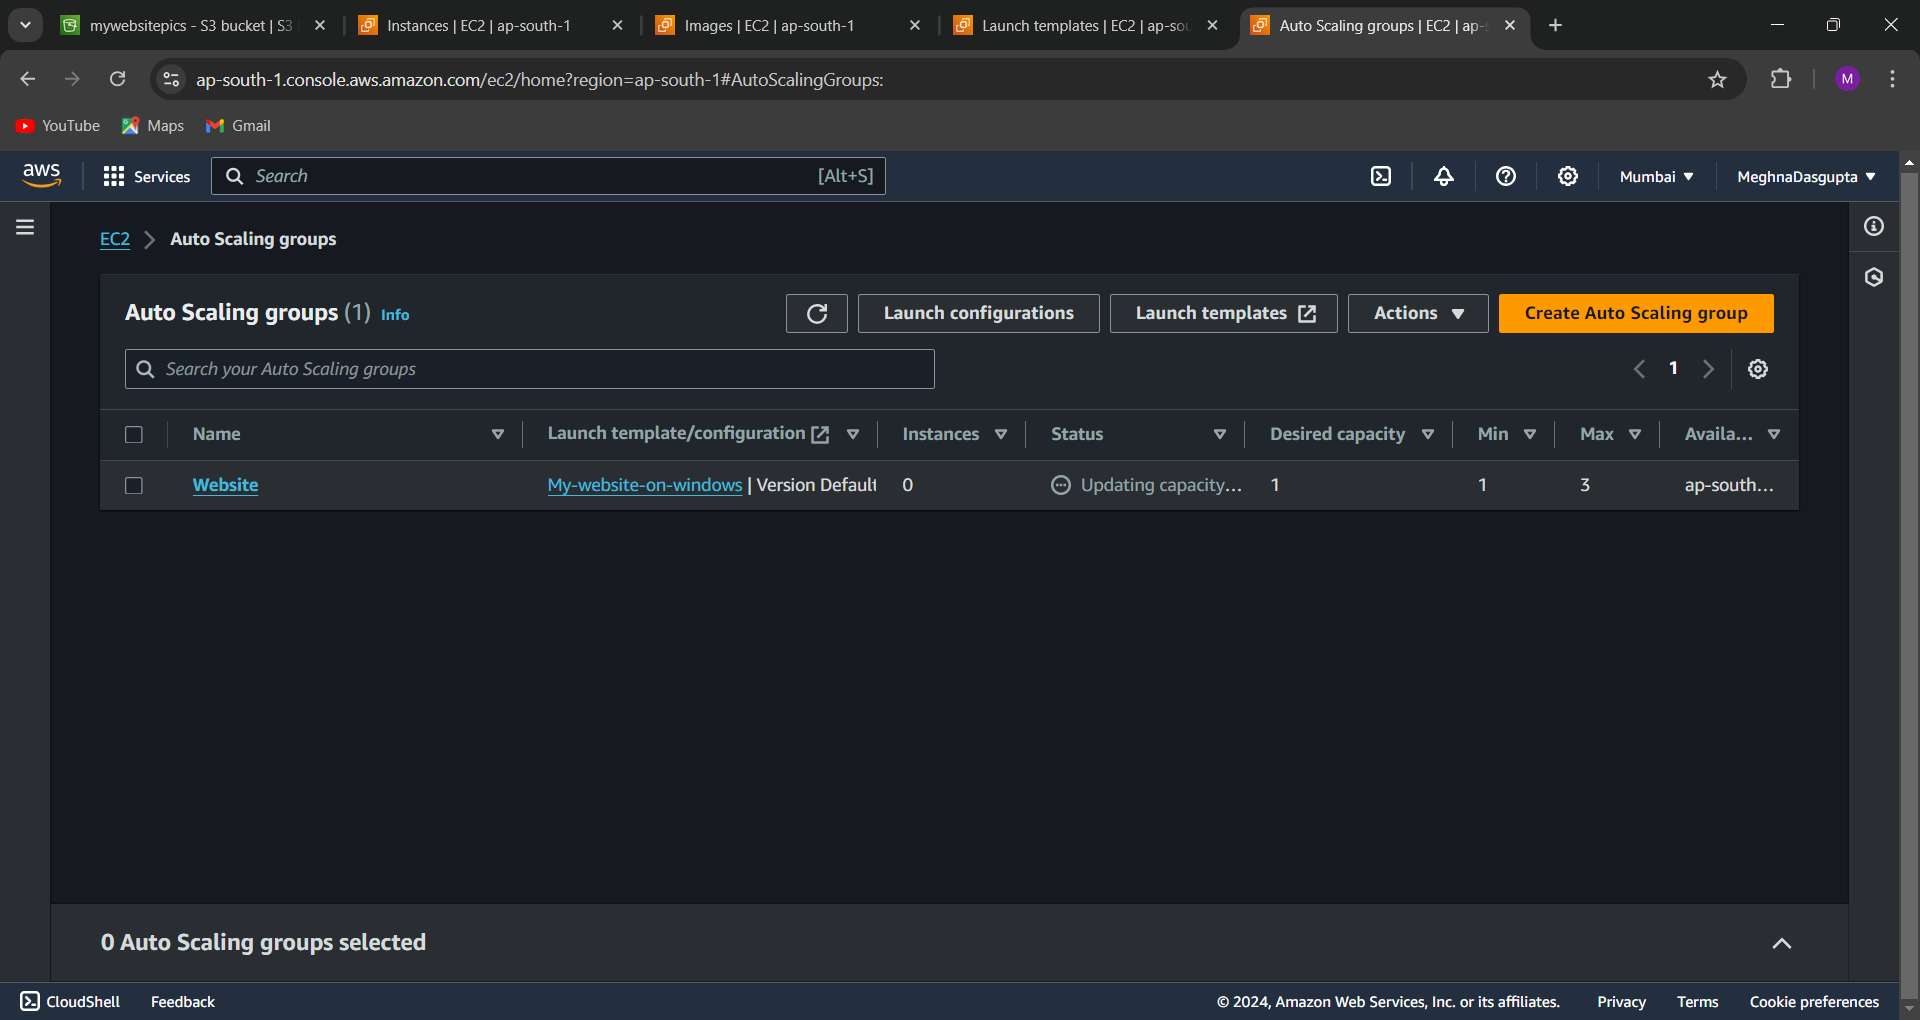 mywebsitepics - S3 bucket | S3
Instances | EC2 | ap-south-1
Images | EC2 | ap-south-1
Launch templates | EC2 | ap-sou
Auto Scaling groups | EC2 | ap-s
ap-south-1.console.aws.amazon.com/ec2/home?region=ap-south-1#AutoScalingGroups:
M
YouTube
Maps
Gmail
aws
Services
Search
[Alt+S]
Mumbai
MeghnaDasgupta
EC2
Auto Scaling groups
Auto Scaling groups (1) Info
Launch configurations
Launch templates
Actions
Create Auto Scaling group
Search your Auto Scaling groups
1
Name
Launch template/configuration
Instances
Status
Desired capacity
Min
Max
Availa...
Website
My-website-on-windows | Version Default
0
Updating capacity...
1
1
3
ap-south...
0 Auto Scaling groups selected
CloudShell
Feedback
© 2024, Amazon Web Services, Inc. or its affiliates.
Privacy
Terms
Cookie preferences